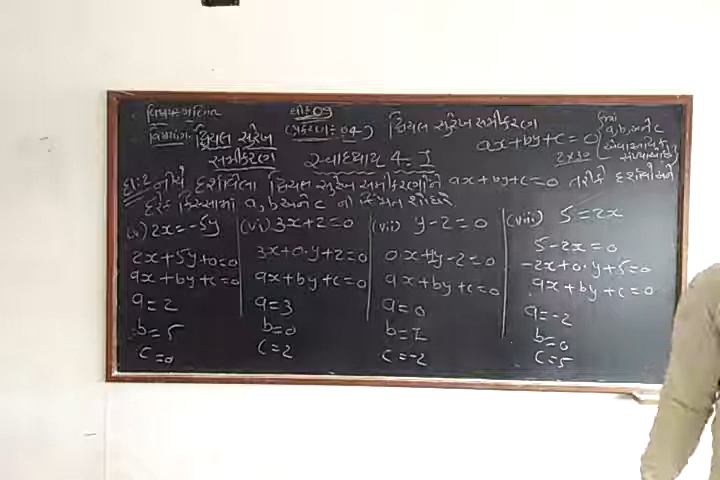 વિષય:- ગણિત
ધો:- 09
(પ્રકરણ:- 04)
દ્વિચલ સુરેખ સમીકરણ
વિષયાંગ:- દ્વિચલ સુરેખ સમીકરણ
ax+by+c=0
જ્યાં a, b, અને c
સ્વાધ્યાય 4.1
દા:2 નીચે દર્શાવેલા દ્વિચલ સુરેખ સમીકરણોને ax+by+c=0 તરીકે દર્શાવી અને
દરેક કિસ્સામાં a, b અને c ની કિંમત શોધો
(v) 2x=-5y
2x+5y+0=0
ax+by+c=0
a=2
b=5
c=0
(vi) 3x+2=0
3x+0.y+2=0
ax+by+c=0
a=3
b=0
c=2
(vii) y-2=0
ax+by+c=0
a=0
b=1
c=-2
(viii) 5=2x
5-2x=0
-2x+0.y+5=0
ax+by+c=0
a=-2
b=0
c=5